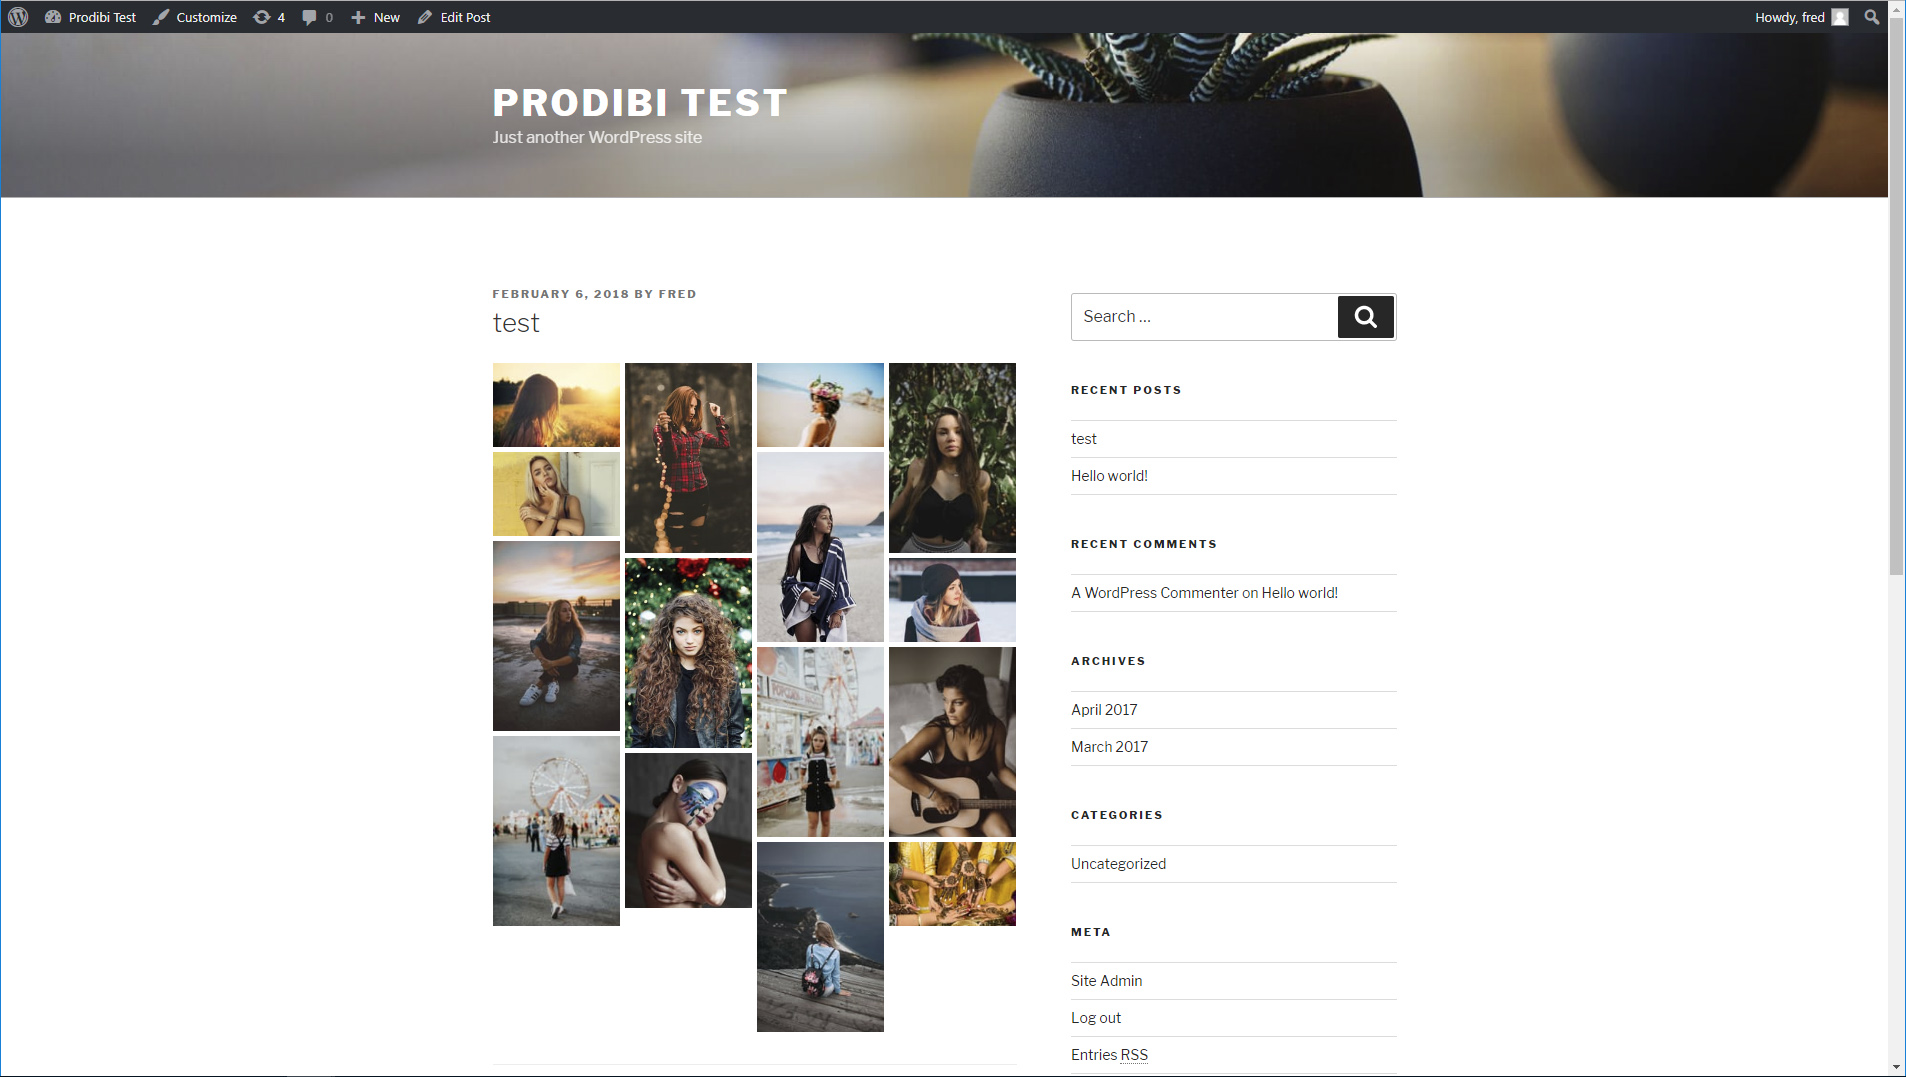 Prodibi Test Customize 4 0 New Edit Post Howdy, fred
PRODIBI TEST
Just another WordPress site
FEBRUARY 6, 2018 BY FRED
test
POPCORN
Search …
RECENT POSTS
test
Hello world!
RECENT COMMENTS
A WordPress Commenter on Hello world!
ARCHIVES
April 2017
March 2017
CATEGORIES
Uncategorized
META
Site Admin
Log out
Entries RSS